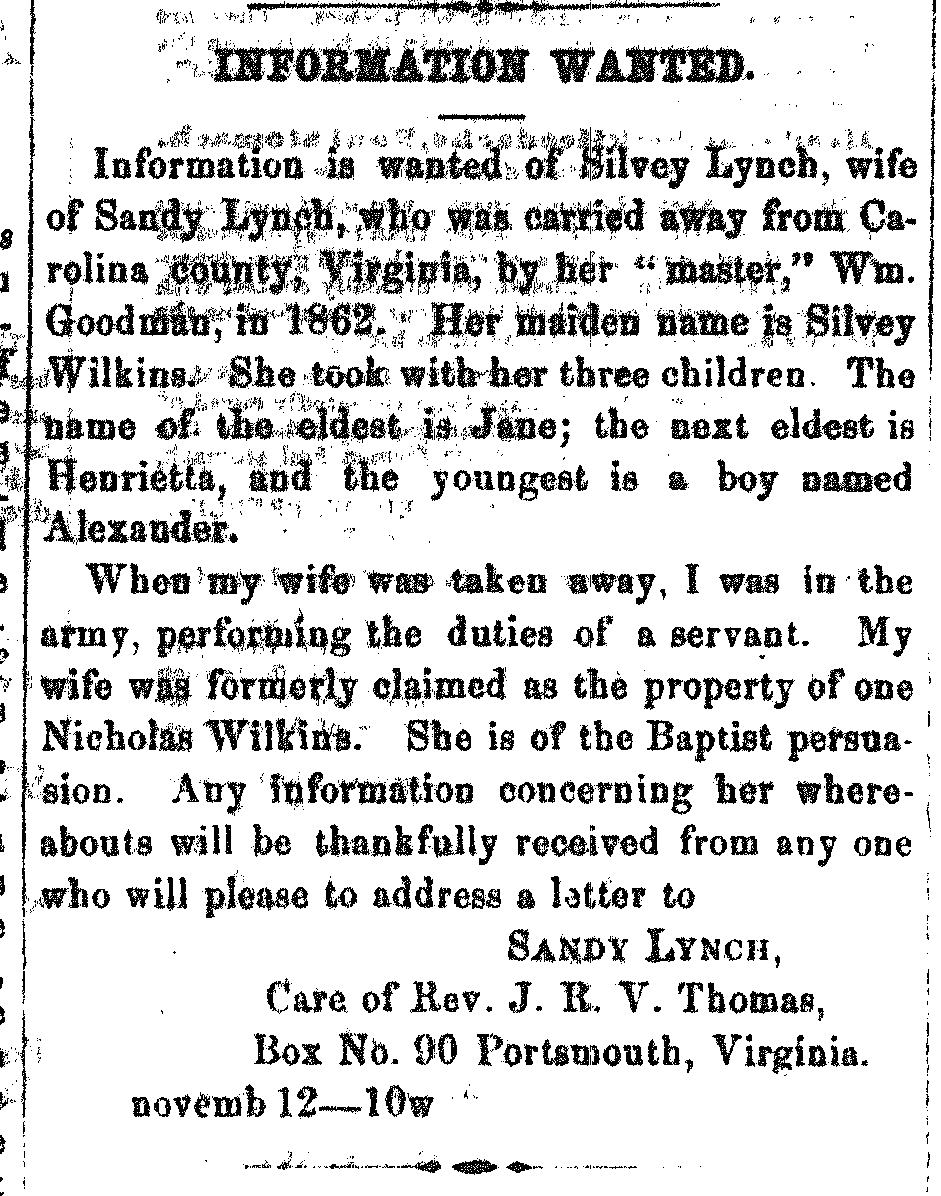 INFORMATION WANTED.
Information is wanted of Silvey Lynch, wife
of Sandy Lynch, who was carried away from Ca-
rolina county, Virginia, by her "master," Wm.
Goodman, in 1862. Her maiden name is Silvey
Wilkins. She took with her three children. The
name of the eldest is Jane; the next eldest is
Henrietta, and the youngest is a boy named
Alexander.
When my wife was taken away, I was in the
army, performing the duties of a servant. My
wife was formerly claimed as the property of one
Nicholas Wilkins. She is of the Baptist persua-
sion. Any information concerning her where-
abouts will be thankfully received from any one
who will please to address a letter to
SANDY LYNCH,
Care of Rev. J. R. V. Thomas,
Box No. 90 Portsmouth, Virginia.
novemb 12—10w